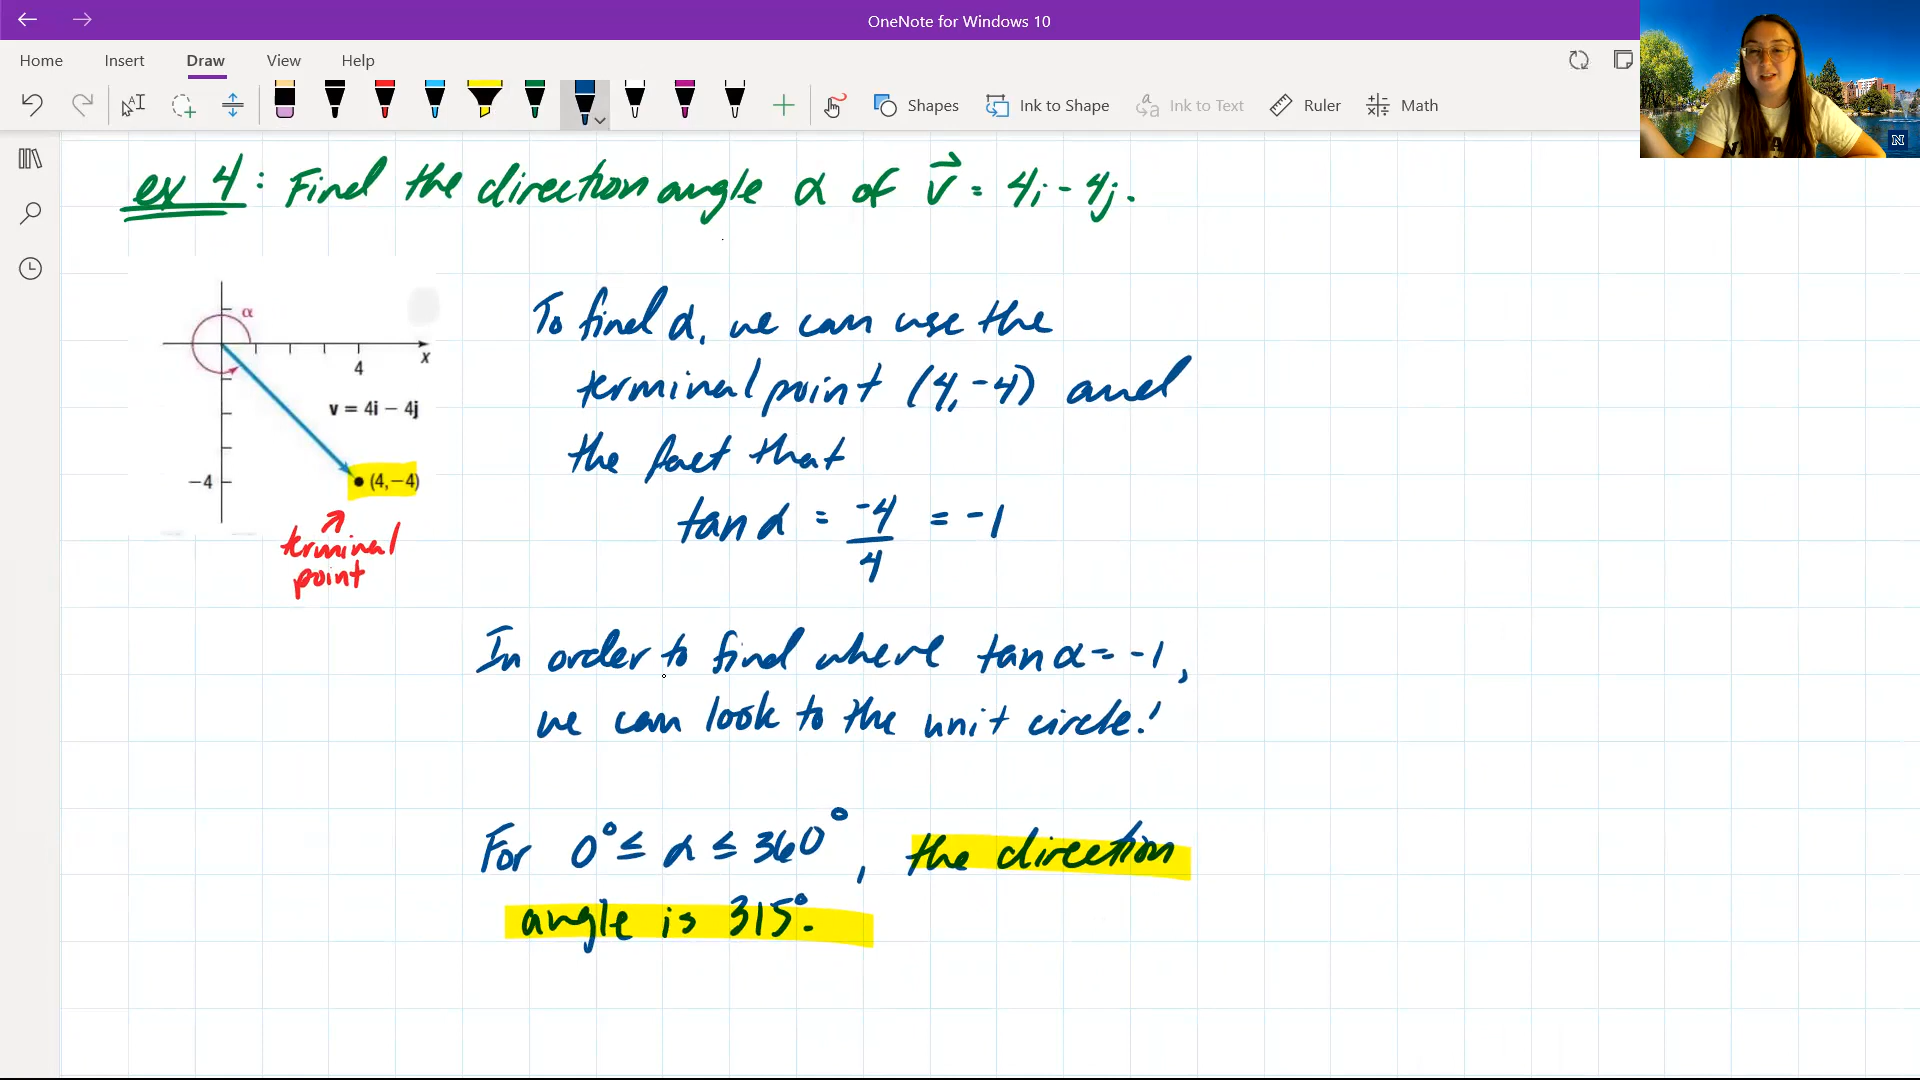 OneNote for Windows 10
Home Insert Draw View Help
Shapes Ink to Shape Ink to Text Ruler Math
ex 4: Find the direction angle α of v⃗ = 4i - 4j.
α
x
4
v = 4i − 4j
−4
(4, −4)
terminal
point
To find α, we can use the
terminal point (4, -4) and
the fact that
tan α = -4/4 = -1
In order to find where tan α = -1,
we can look to the unit circle!
For 0° ≤ α ≤ 360°, the direction
angle is 315°.
N